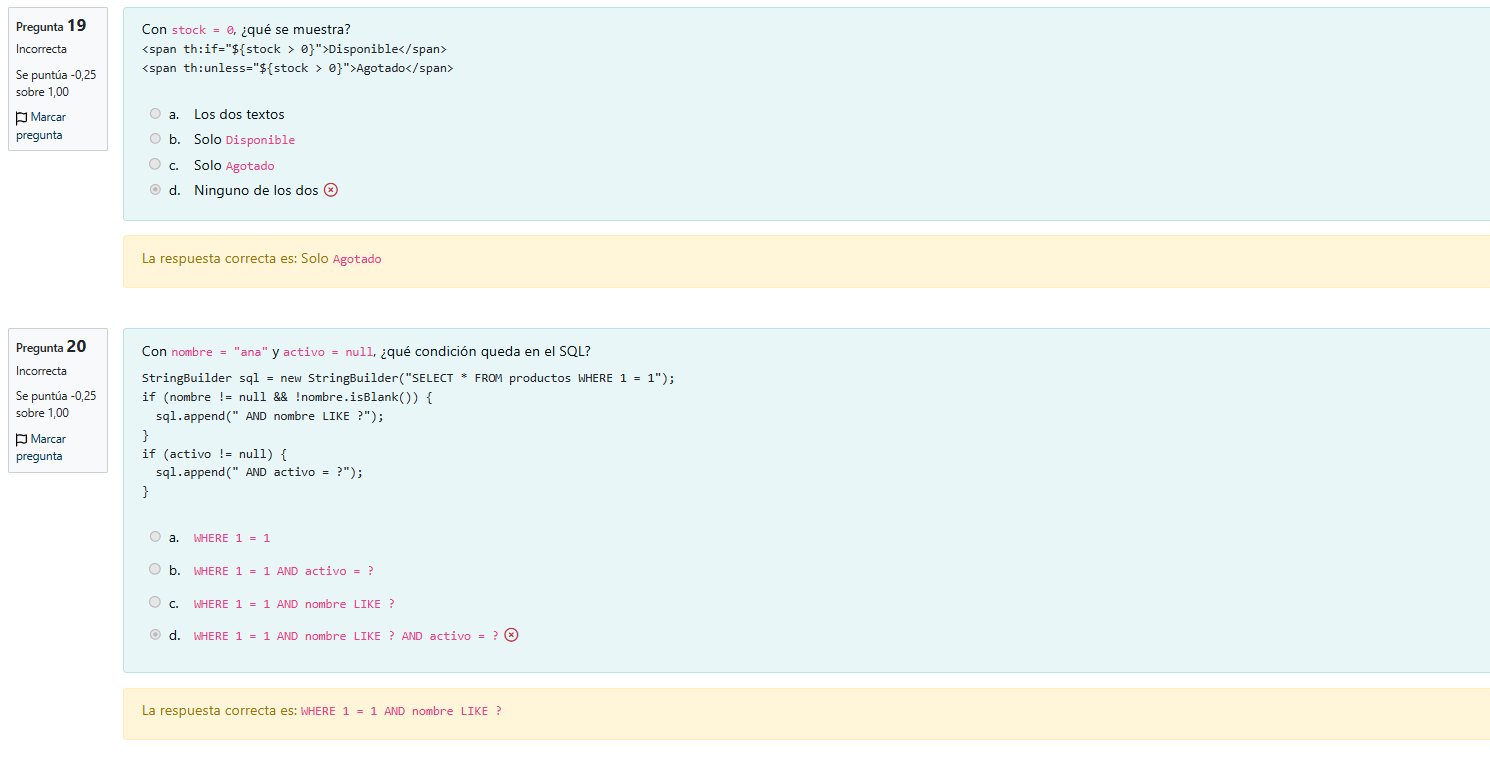 Pregunta 19
Incorrecta
Se puntúa -0,25
sobre 1,00
Marcar
pregunta
Con stock = 0, ¿qué se muestra?
<span th:if="${stock > 0}">Disponible</span>
<span th:unless="${stock > 0}">Agotado</span>
a. Los dos textos
b. Solo Disponible
c. Solo Agotado
d. Ninguno de los dos
La respuesta correcta es: Solo Agotado
Pregunta 20
Incorrecta
Se puntúa -0,25
sobre 1,00
Marcar
pregunta
Con nombre = "ana" y activo = null, ¿qué condición queda en el SQL?
StringBuilder sql = new StringBuilder("SELECT * FROM productos WHERE 1 = 1");
if (nombre != null && !nombre.isBlank()) {
  sql.append(" AND nombre LIKE ?");
}
if (activo != null) {
  sql.append(" AND activo = ?");
}
a. WHERE 1 = 1
b. WHERE 1 = 1 AND activo = ?
c. WHERE 1 = 1 AND nombre LIKE ?
d. WHERE 1 = 1 AND nombre LIKE ? AND activo = ?
La respuesta correcta es: WHERE 1 = 1 AND nombre LIKE ?